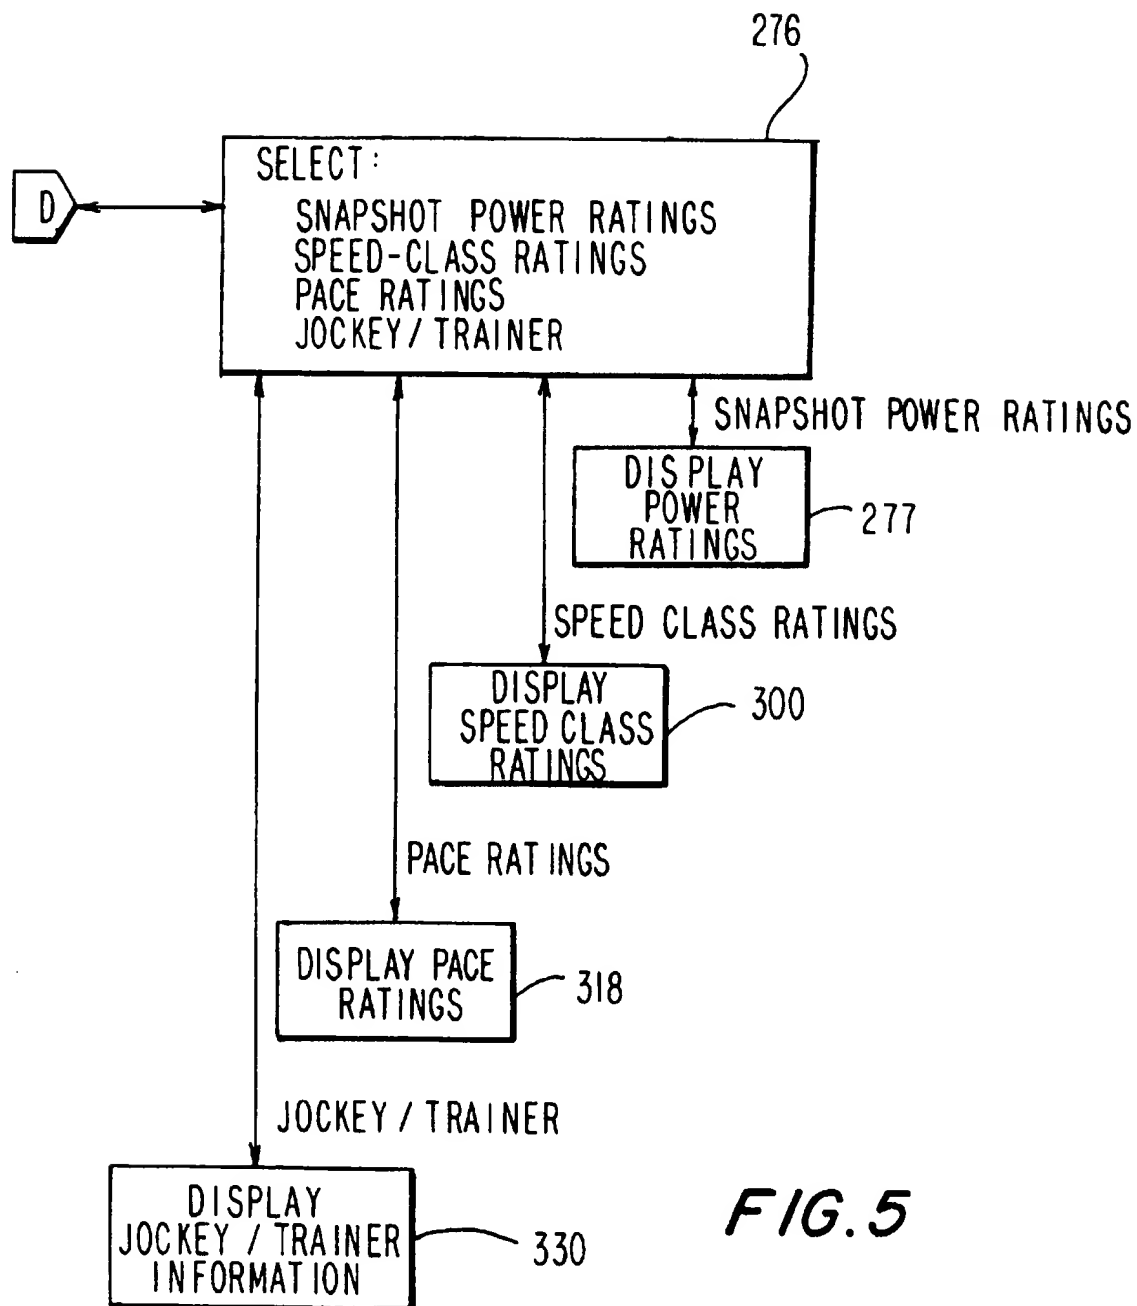 276
D
SELECT:
SNAPSHOT POWER RATINGS
SPEED-CLASS RATINGS
PACE RATINGS
JOCKEY / TRAINER
SNAPSHOT POWER RATINGS
DISPLAY
POWER
RATINGS
277
SPEED CLASS RATINGS
DISPLAY
SPEED CLASS
RATINGS
300
PACE RATINGS
DISPLAY PACE
RATINGS
318
JOCKEY / TRAINER
DISPLAY
JOCKEY / TRAINER
INFORMATION
330
FIG. 5